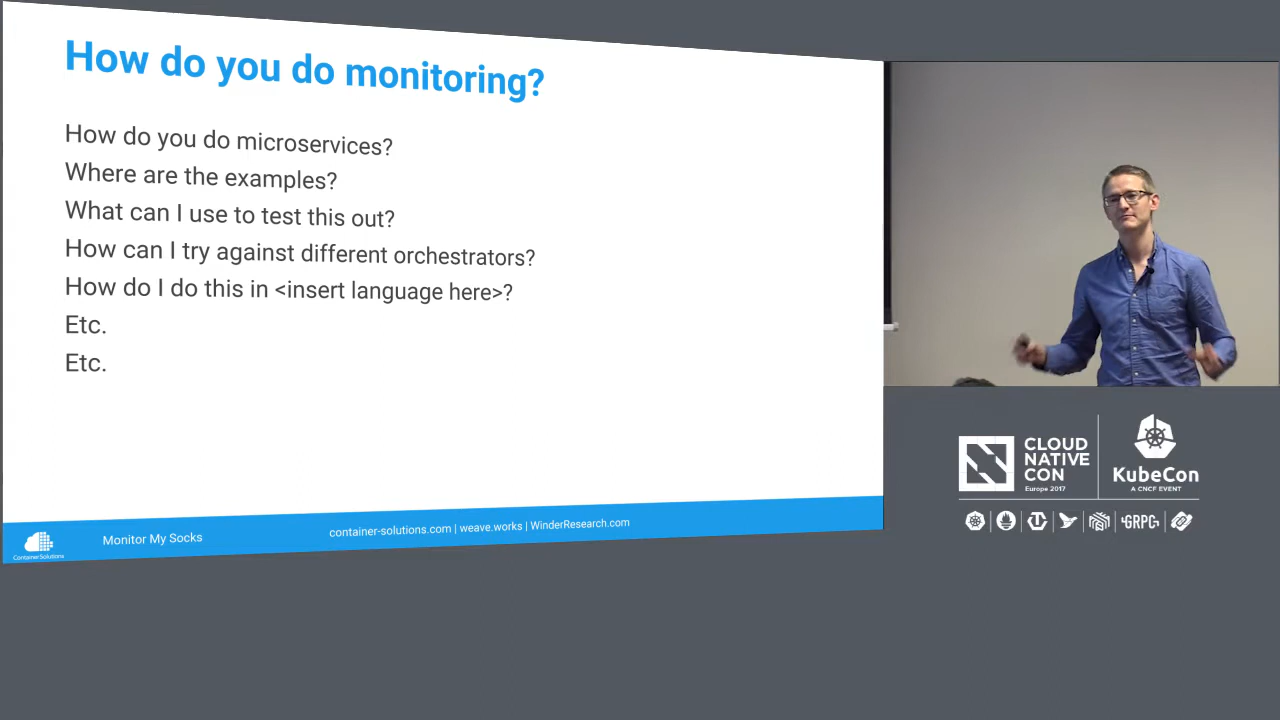 How do you do monitoring?
How do you do microservices?
Where are the examples?
What can I use to test this out?
How can I try against different orchestrators?
How do I do this in <insert language here>?
Etc.
Etc.
ContainerSolutions
Monitor My Socks
container-solutions.com | weave.works | WinderResearch.com
CLOUD
NATIVE
CON
Europe 2017
KubeCon
A CNCF EVENT
GRPC